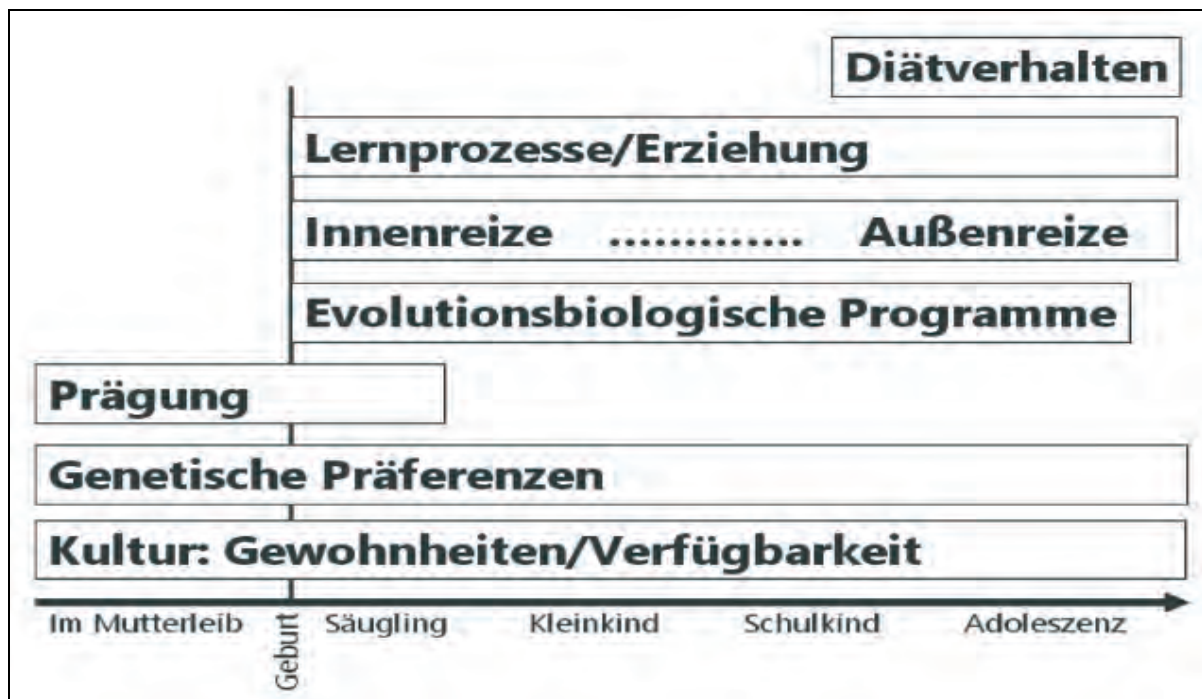 Diätverhalten
Lernprozesse/Erziehung
Innenreize ............. Außenreize
Evolutionsbiologische Programme
Prägung
Genetische Präferenzen
Kultur: Gewohnheiten/Verfügbarkeit
Im Mutterleib Geburt Säugling Kleinkind Schulkind Adoleszenz